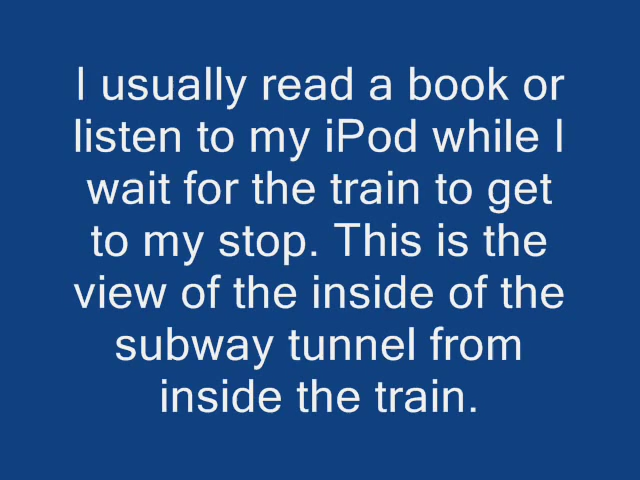 I usually read a book or
listen to my iPod while I
wait for the train to get
to my stop. This is the
view of the inside of the
subway tunnel from
inside the train.